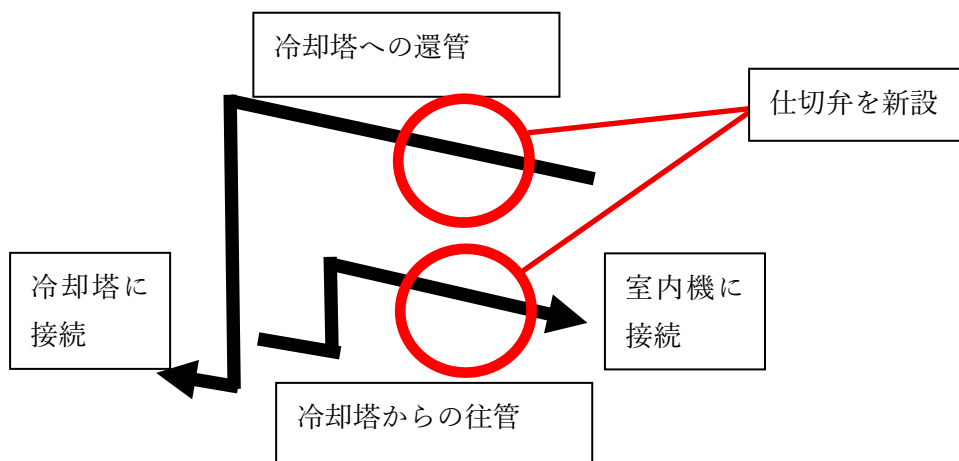 冷却塔への還管
仕切弁を新設
冷却塔に
接続
室内機に
接続
冷却塔からの往管